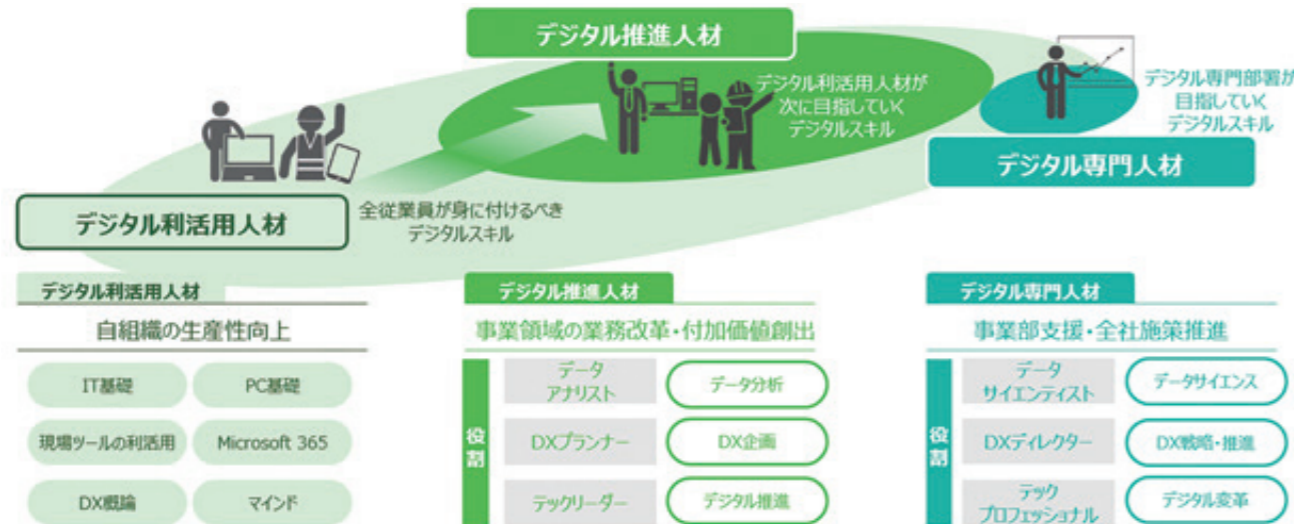 デジタル推進人材
デジタル利活用人材が
次に目指していく
デジタルスキル
デジタル専門部署が
目指していく
デジタルスキル
デジタル専門人材
デジタル利活用人材
全従業員が身に付けるべき
デジタルスキル
デジタル利活用人材
自組織の生産性向上
IT基礎
PC基礎
現場ツールの利活用
Microsoft 365
DX概論
マインド
デジタル推進人材
事業領域の業務改革・付加価値創出
役割
データ
アナリスト
データ分析
DXプランナー
DX企画
テックリーダー
デジタル推進
デジタル専門人材
事業部支援・全社施策推進
役割
データ
サイエンティスト
データサイエンス
DXディレクター
DX戦略・推進
テック
プロフェッショナル
デジタル変革